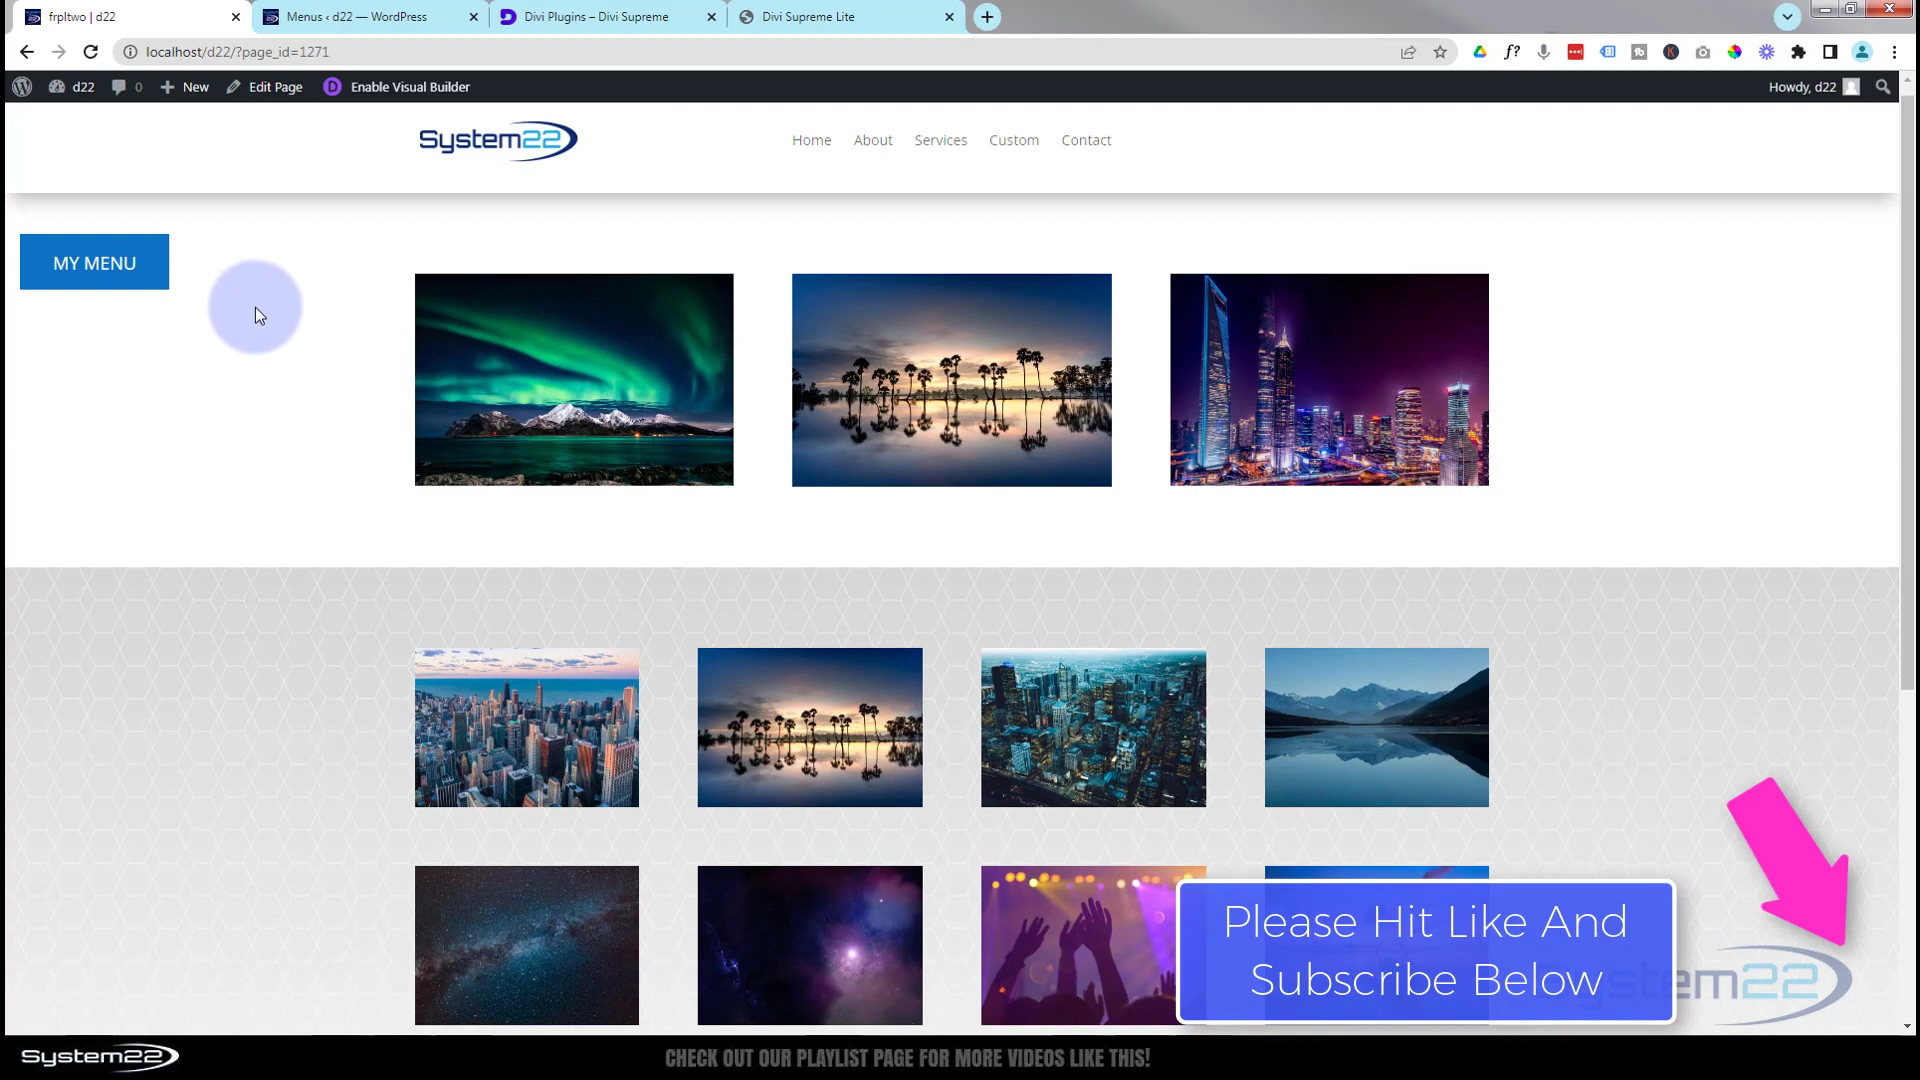 frpltwo | d22
Menus ‹ d22 — WordPress
Divi Plugins – Divi Supreme
Divi Supreme Lite
localhost/d22/?page_id=1271
f?
d22
0
New
Edit Page
D
Enable Visual Builder
Howdy, d22
System22
Home
About
Services
Custom
Contact
MY MENU
Please Hit Like And
Subscribe Below
System22
System22
CHECK OUT OUR PLAYLIST PAGE FOR MORE VIDEOS LIKE THIS!